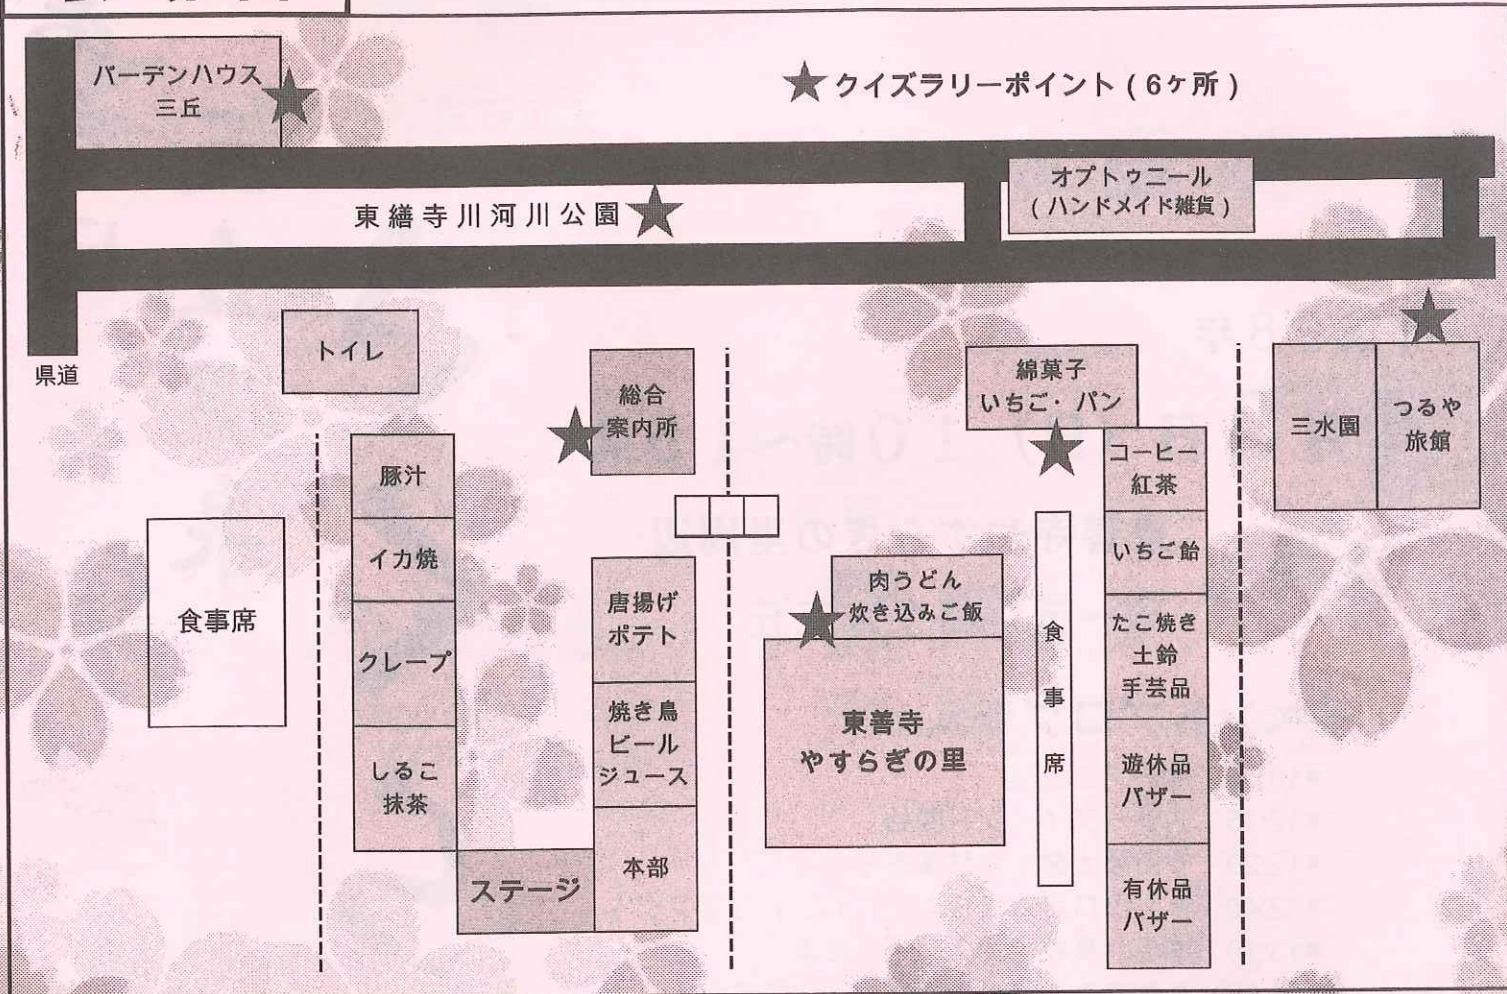 バーデンハウス
三丘
クイズラリーポイント(6ヶ所)
オプトゥニール
(ハンドメイド雑貨)
東繕寺川河川公園
県道
トイレ
総合
案内所
綿菓子
いちご・パン
三水園
つるや
旅館
豚汁
コーヒー
紅茶
イカ焼
いちご飴
食事席
クレープ
唐揚げ
ポテト
肉うどん
炊き込みご飯
食事席
たこ焼き
土鈴
手芸品
しるこ
抹茶
焼き鳥
ビール
ジュース
東善寺
やすらぎの里
遊休品
バザー
ステージ
本部
有休品
バザー